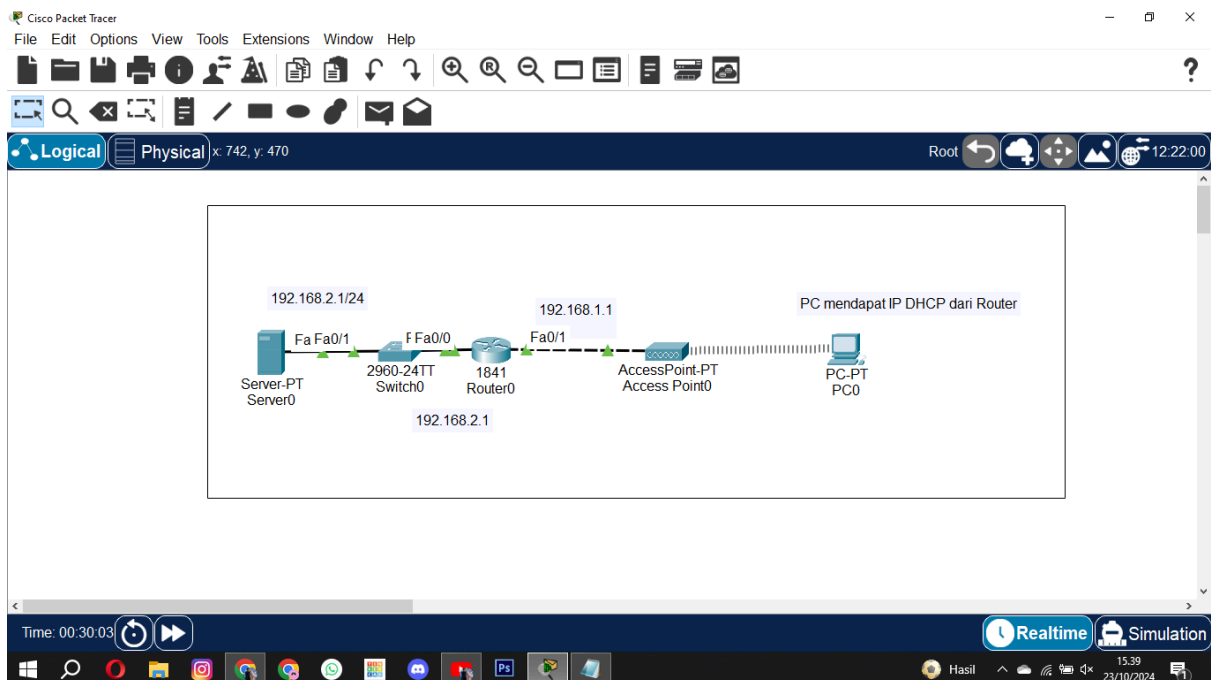 Cisco Packet Tracer
File Edit Options View Tools Extensions Window Help
Logical Physical x: 742, y: 470 Root 12:22:00
192.168.2.1/24
192.168.1.1
PC mendapat IP DHCP dari Router
Fa Fa0/1 F Fa0/0 Fa0/1
2960-24TT
Switch0
1841
Router0
AccessPoint-PT
Access Point0
PC-PT
PC0
Server-PT
Server0
192.168.2.1
Time: 00:30:03 Realtime Simulation
Ps Hasil 15.39
23/10/2024